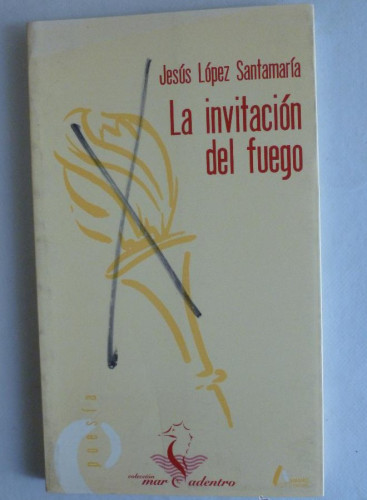 Jesús López Santamaría
La invitación
del fuego
poesía
colección
mar adentro